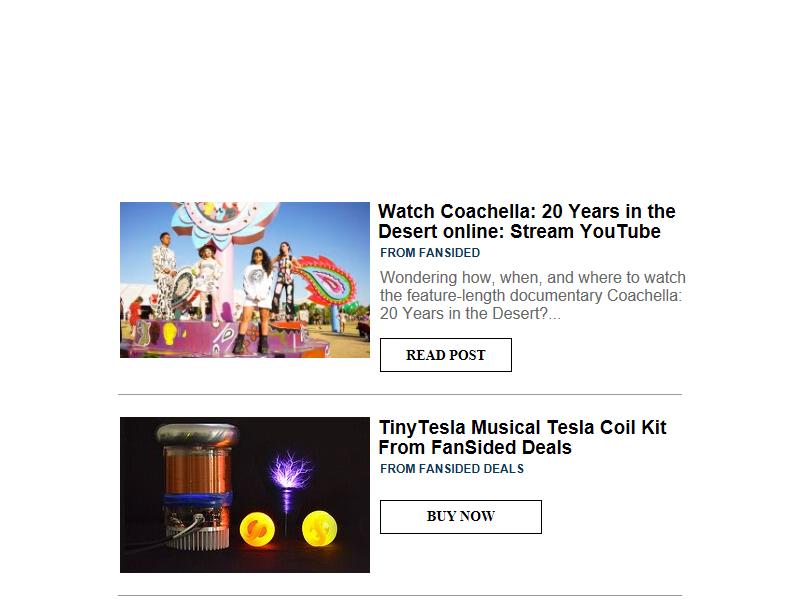 Watch Coachella: 20 Years in the
Desert online: Stream YouTube
FROM FANSIDED
Wondering how, when, and where to watch
the feature-length documentary Coachella:
20 Years in the Desert?...
READ POST
TinyTesla Musical Tesla Coil Kit
From FanSided Deals
FROM FANSIDED DEALS
BUY NOW